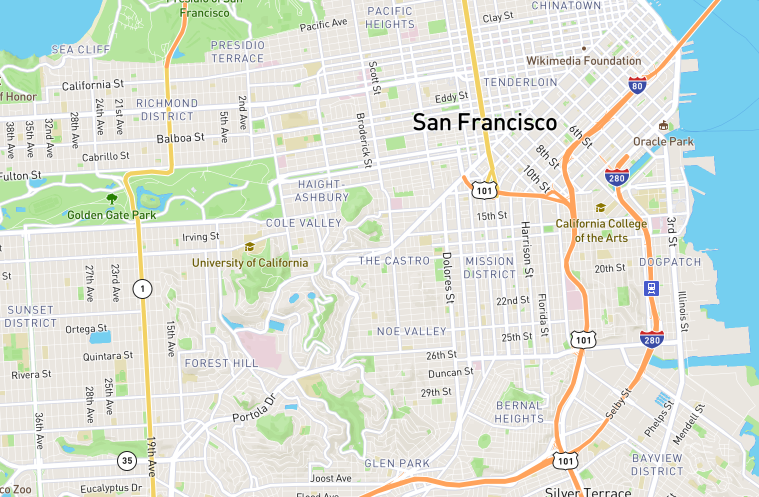 Presidio of San
Francisco
PACIFIC
HEIGHTS
Clay St
CHINATOWN
Pacific Ave
SEA CLIFF
PRESIDIO
TERRACE
Wikimedia Foundation
Scott St
TENDERLOIN
California St
80
of Honor
Eddy St
38th Ave
35th Ave
32nd Ave
24th Ave
21st Ave
RICHMOND
DISTRICT
2nd Ave
5th Ave
San Francisco
Broderick St
6th St
Balboa St
Oracle Park
Cabrillo St
8th St
10th St
Fulton St
280
HAIGHT-
ASHBURY
101
Golden Gate Park
15th St
COLE VALLEY
California College
of the Arts
3rd St
Irving St
Harrison St
University of California
THE CASTRO
Dolores St
MISSION
DISTRICT
20th St
DOGPATCH
27th Ave
23rd Ave
1
22nd St
Florida St
Illinois St
SUNSET
DISTRICT
Ortega St
15th Ave
NOE VALLEY
25th St
101
280
Quintara St
26th St
FOREST HILL
Rivera St
Duncan St
28th Ave
25th Ave
29th St
Portola Dr
BERNAL
HEIGHTS
Selby St
Phelps St
Mendell St
36th Ave
19th Ave
35
GLEN PARK
101
BAYVIEW
DISTRICT
co Zoo
Eucalyptus Dr
Joost Ave
Silver Terrace